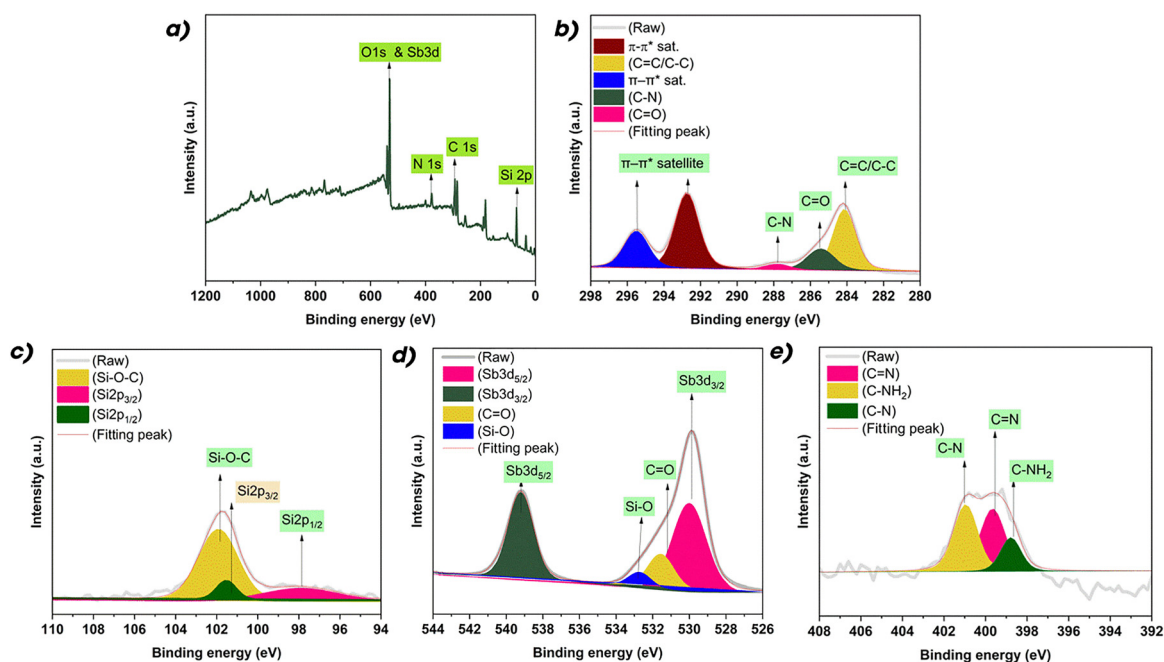 a)
O1s & Sb3d
N 1s
C 1s
Si 2p
Intensity (a.u.)
1200 1000 800 600 400 200 0
Binding energy (eV)
b)
(Raw)
π-π* sat.
(C=C/C-C)
π–π* sat.
(C-N)
(C=O)
(Fitting peak)
π–π* satellite
C-N
C=O
C=C/C-C
Intensity (a.u.)
298 296 294 292 290 288 286 284 282 280
Binding energy (eV)
c)
(Raw)
(Si-O-C)
(Si2p3/2)
(Si2p1/2)
(Fitting peak)
Si-O-C
Si2p3/2
Si2p1/2
Intensity (a.u.)
110 108 106 104 102 100 98 96 94
Binding energy (eV)
d)
(Raw)
(Sb3d5/2)
(Sb3d3/2)
(C=O)
(Si-O)
(Fitting peak)
Sb3d5/2
Si-O
C=O
Sb3d3/2
Intensity (a.u.)
544 542 540 538 536 534 532 530 528 526
Binding energy (eV)
e)
(Raw)
(C=N)
(C-NH2)
(C-N)
(Fitting peak)
C-N
C=N
C-NH2
Intensity (a.u.)
408 406 404 402 400 398 396 394 392
Binding energy (eV)